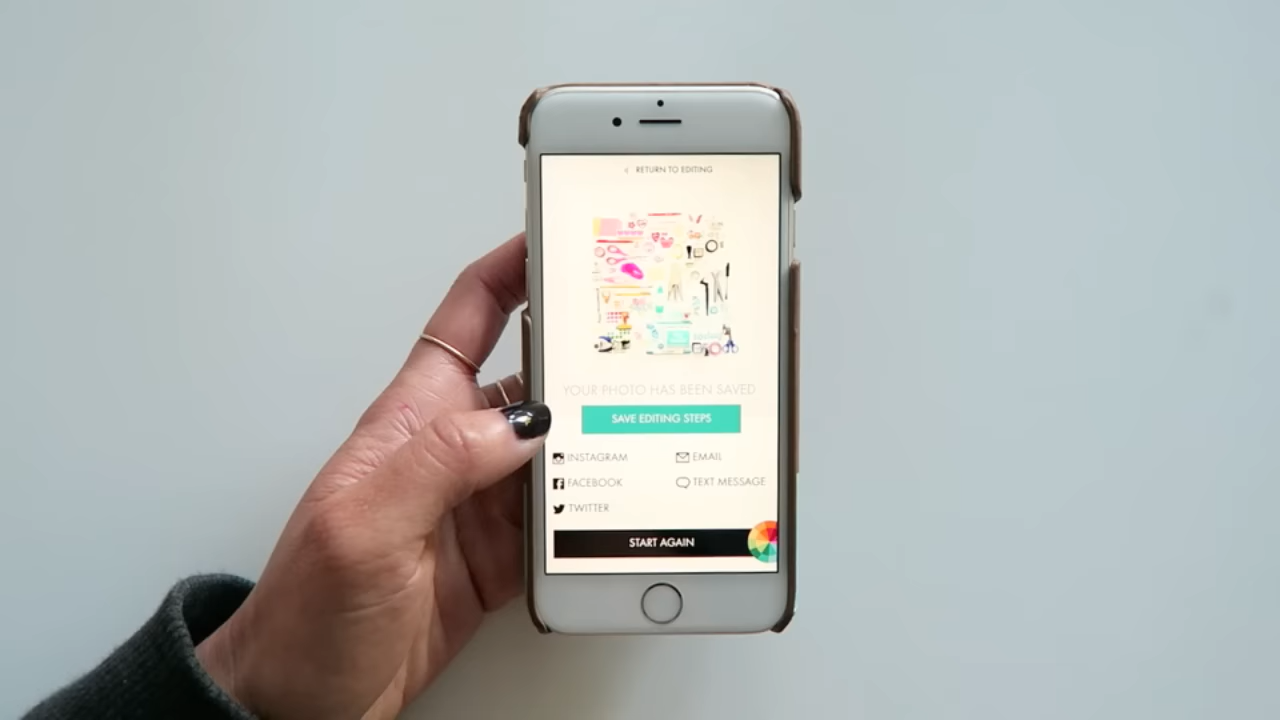 < RETURN TO EDITING
YOUR PHOTO HAS BEEN SAVED
SAVE EDITING STEPS
INSTAGRAM
EMAIL
FACEBOOK
TEXT MESSAGE
TWITTER
START AGAIN